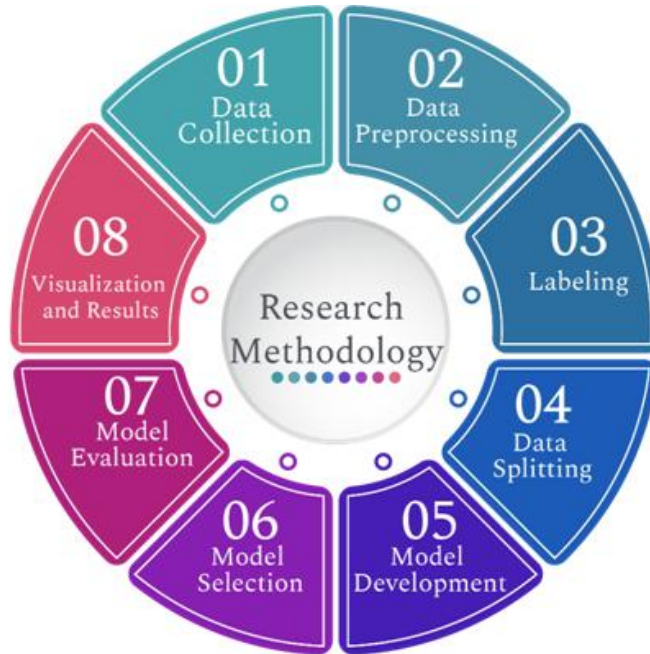 01
Data
Collection
02
Data
Preprocessing
03
Labeling
04
Data
Splitting
05
Model
Development
06
Model
Selection
07
Model
Evaluation
08
Visualization
and Results
Research
Methodology